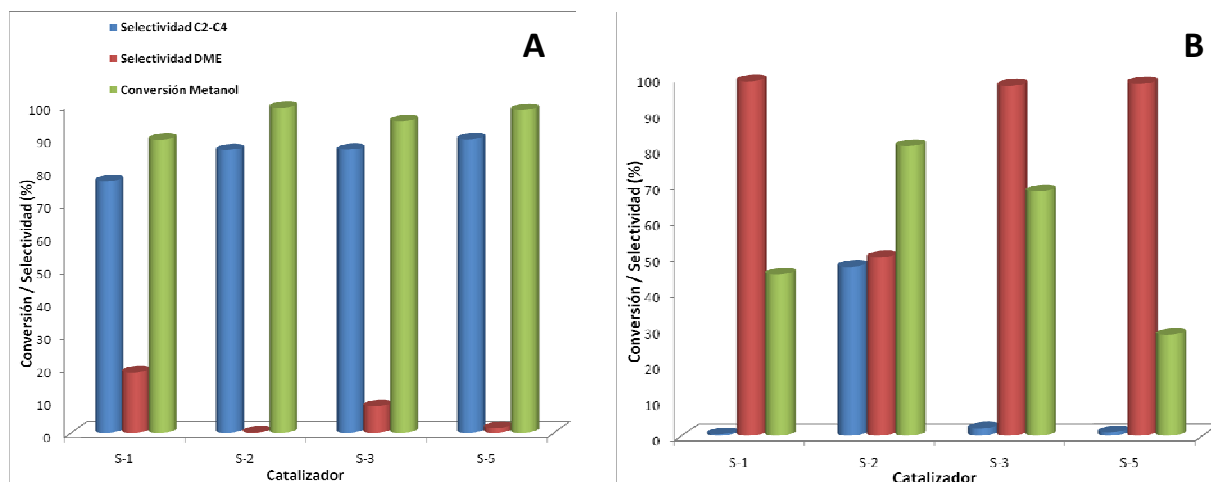 Selectividad C2-C4
Selectividad DME
Conversión Metanol
A
Conversión / Selectividad (%)
100
90
80
70
60
50
40
30
20
10
0
S-1 S-2 S-3 S-5
Catalizador
B
Conversión / Selectividad (%)
100
90
80
70
60
50
40
30
20
10
0
S-1 S-2 S-3 S-5
Catalizador